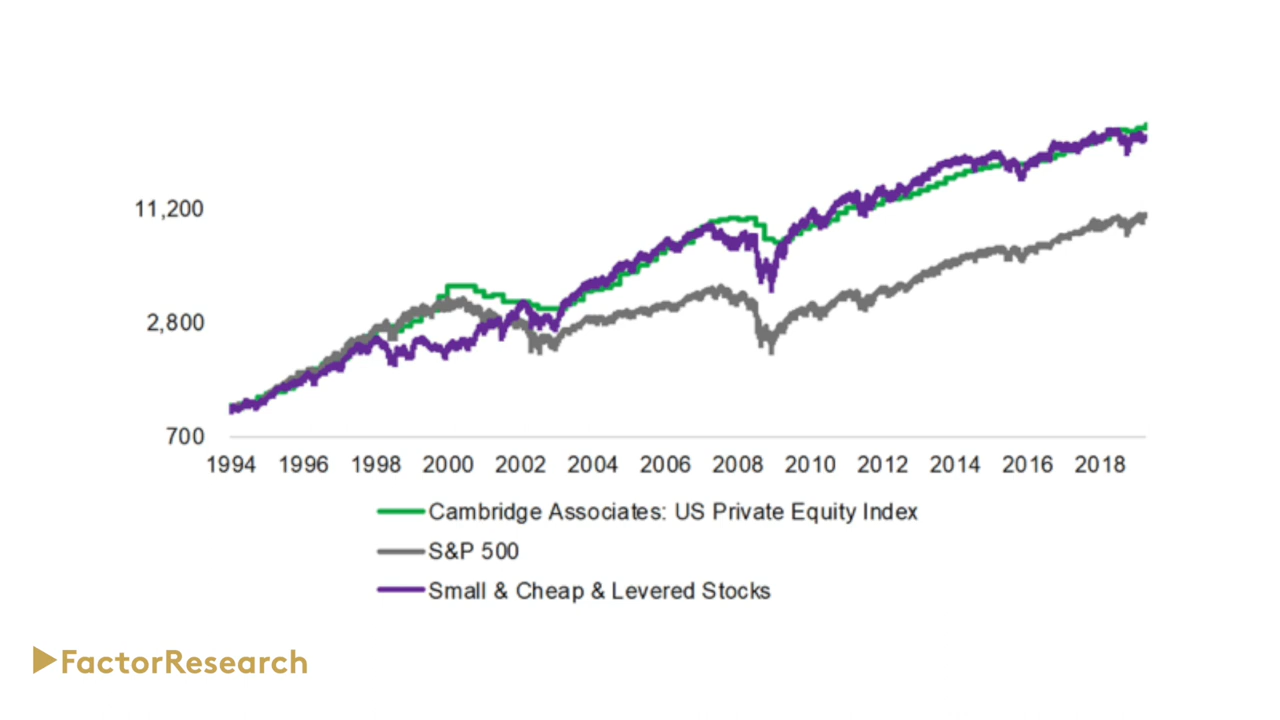 11,200
2,800
700
1994 1996 1998 2000 2002 2004 2006 2008 2010 2012 2014 2016 2018
Cambridge Associates: US Private Equity Index
S&P 500
Small & Cheap & Levered Stocks
FactorResearch